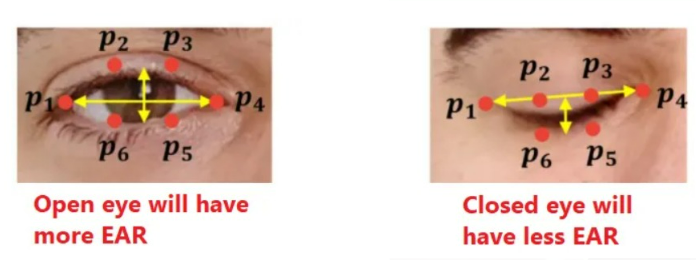 p2 p3
p1 p4
p6 p5
Open eye will have
more EAR
p2 p3
p1 p4
p6 p5
Closed eye will
have less EAR